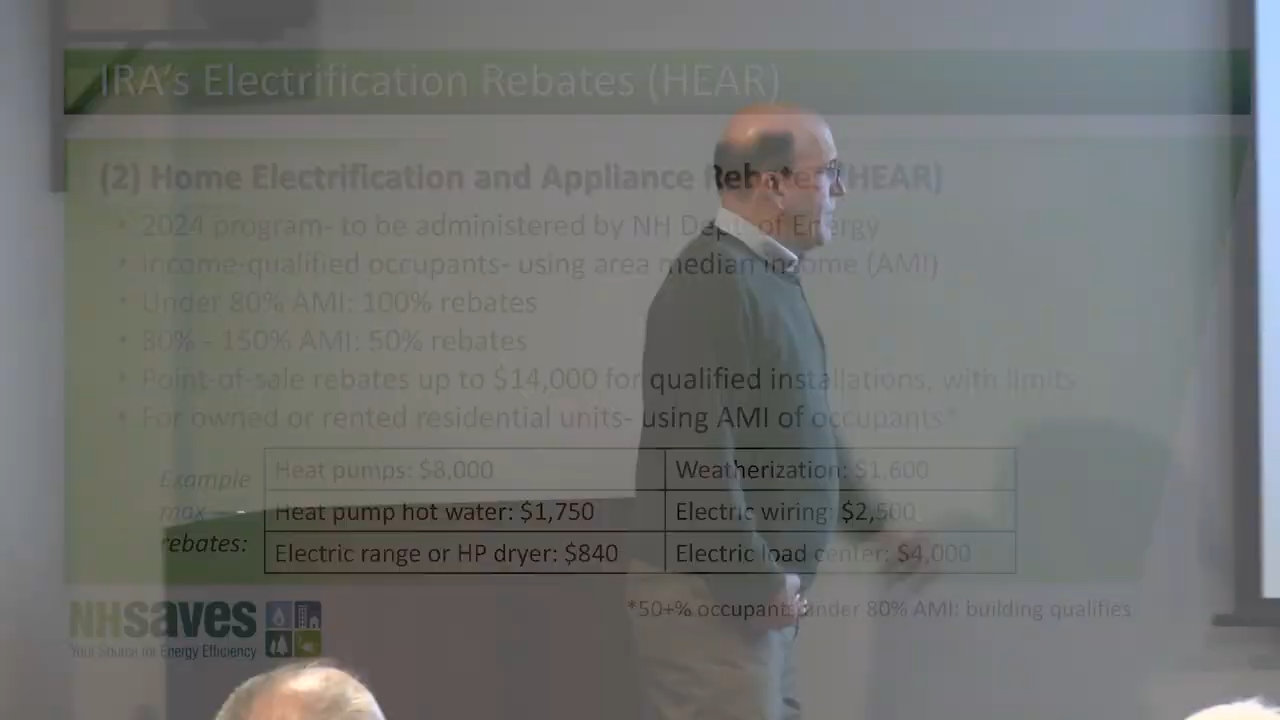 IRA's Electrification Rebates (HEAR)
(2) Home Electrification and Appliance Rebates (HEAR)
• 2024 program- to be administered by NH Dept. of Energy
• Income-qualified occupants- using area median income (AMI)
• Under 80% AMI: 100% rebates
• 80% - 150% AMI: 50% rebates
• Point-of-sale rebates up to $14,000 for qualified installations, with limits
• For owned or rented residential units- using AMI of occupants*
Example max rebates:
Heat pumps: $8,000 Weatherization: $1,600
Heat pump hot water: $1,750 Electric wiring: $2,500
Electric range or HP dryer: $840 Electric load center: $4,000
*50+% occupants under 80% AMI: building qualifies
NHsaves
Your Source for Energy Efficiency